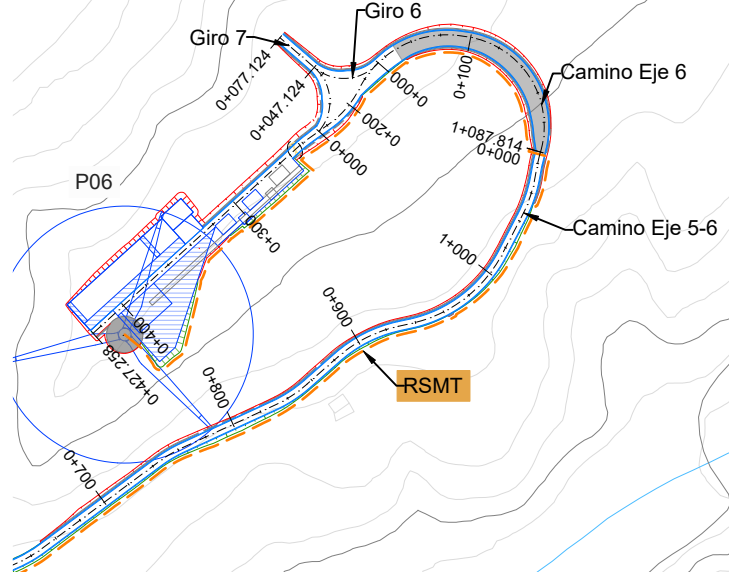 Giro 6
Giro 7
0+077.124
0+047.124
0+000
0+100
Camino Eje 6
0+200
1+087.814
0+000
0+000
P06
Camino Eje 5-6
0+300
1+000
0+900
0+400
0+427.258
RSMT
0+800
0+700